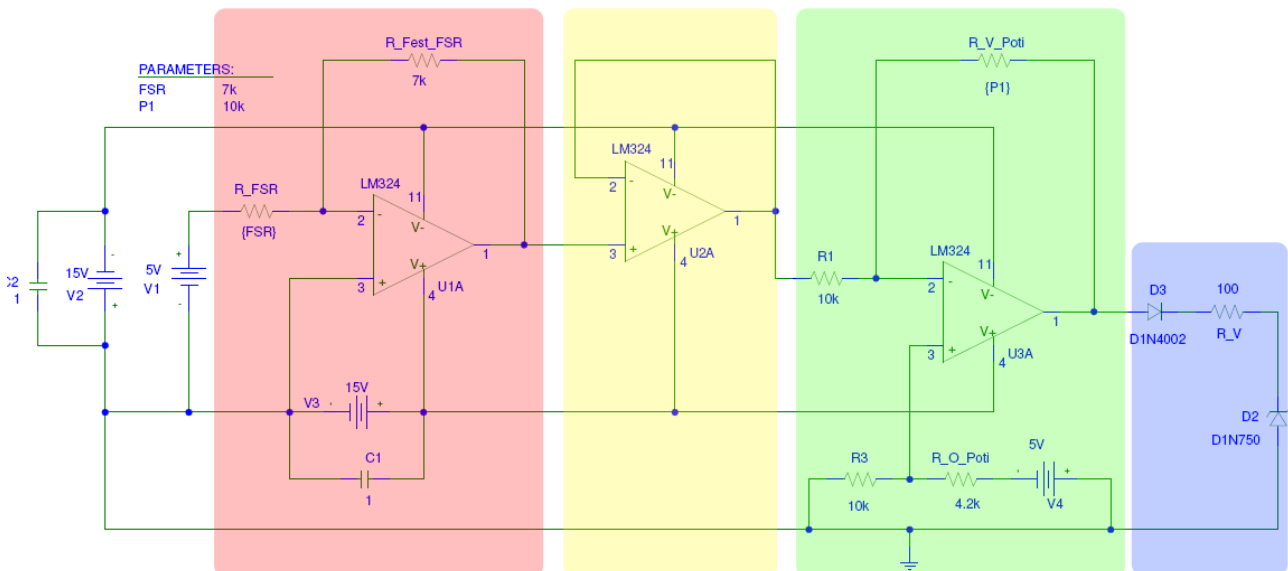 PARAMETERS:
FSR 7k
P1 10k
R_Fest_FSR
7k
R_V_Poti
{P1}
LM324
11
2
-
V-
V+
+
3
1
4
U2A
R_FSR
{FSR}
LM324
11
2
-
V-
V+
+
3
1
4
U1A
15V
V2
-
+
5V
V1
+
-
1
R1
10k
LM324
11
2
-
V-
V+
+
3
1
4
U3A
D3
D1N4002
100
R_V
V3
15V
-
+
C1
1
R3
10k
R_O_Poti
4.2k
5V
-
+
V4
D2
D1N750